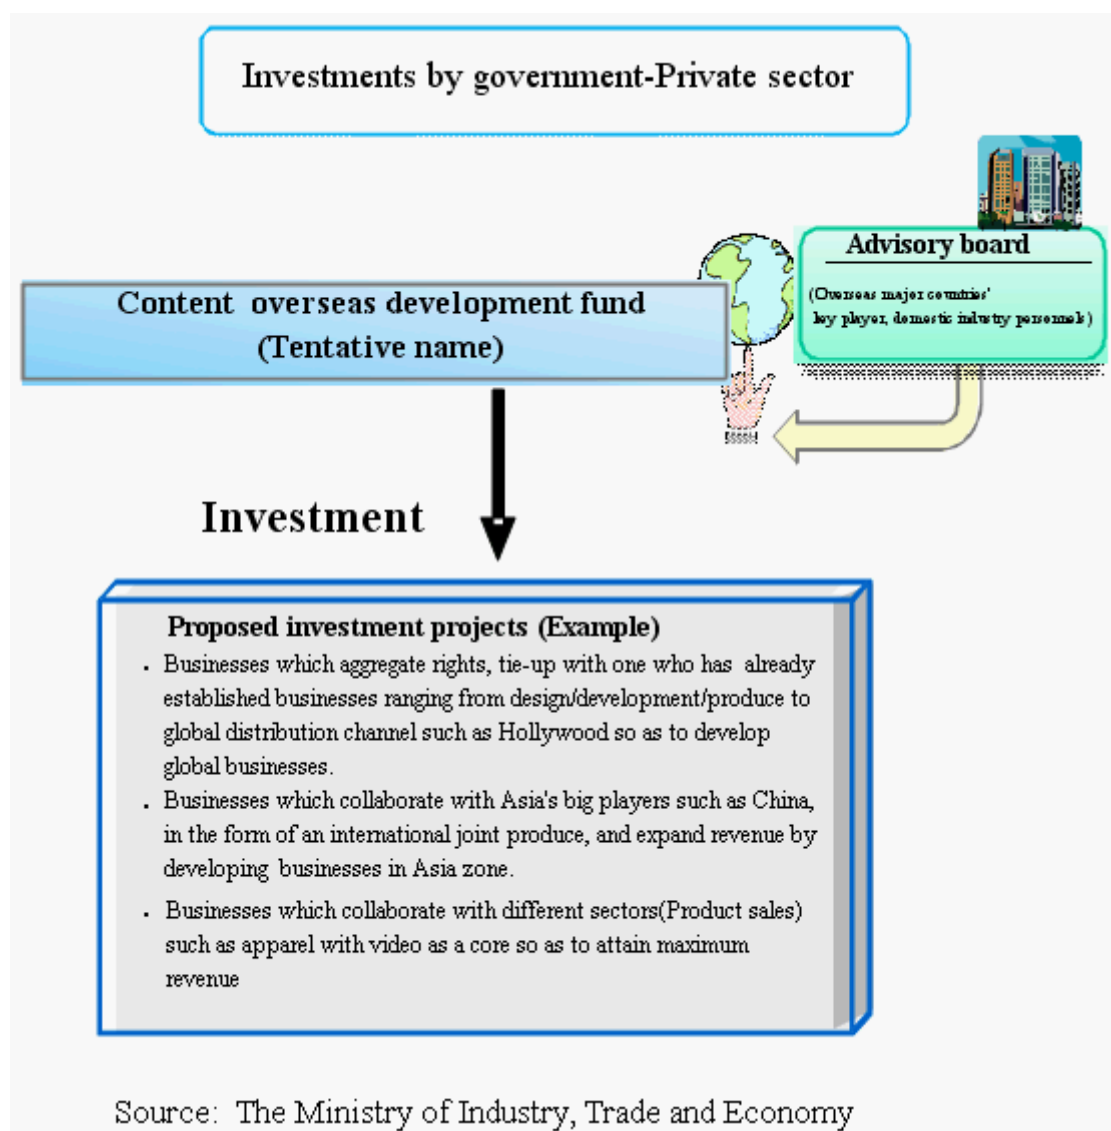 Investments by government-Private sector
Advisory board
(Overseas major countries'
key player, domestic industry personnels)
Content overseas development fund
(Tentative name)
Investment
Proposed investment projects (Example)
• Businesses which aggregate rights, tie-up with one who has already
established businesses ranging from design/development/produce to
global distribution channel such as Hollywood so as to develop
global businesses.
• Businesses which collaborate with Asia's big players such as China,
in the form of an international joint produce, and expand revenue by
developing businesses in Asia zone.
• Businesses which collaborate with different sectors(Product sales)
such as apparel with video as a core so as to attain maximum
revenue
Source: The Ministry of Industry, Trade and Economy